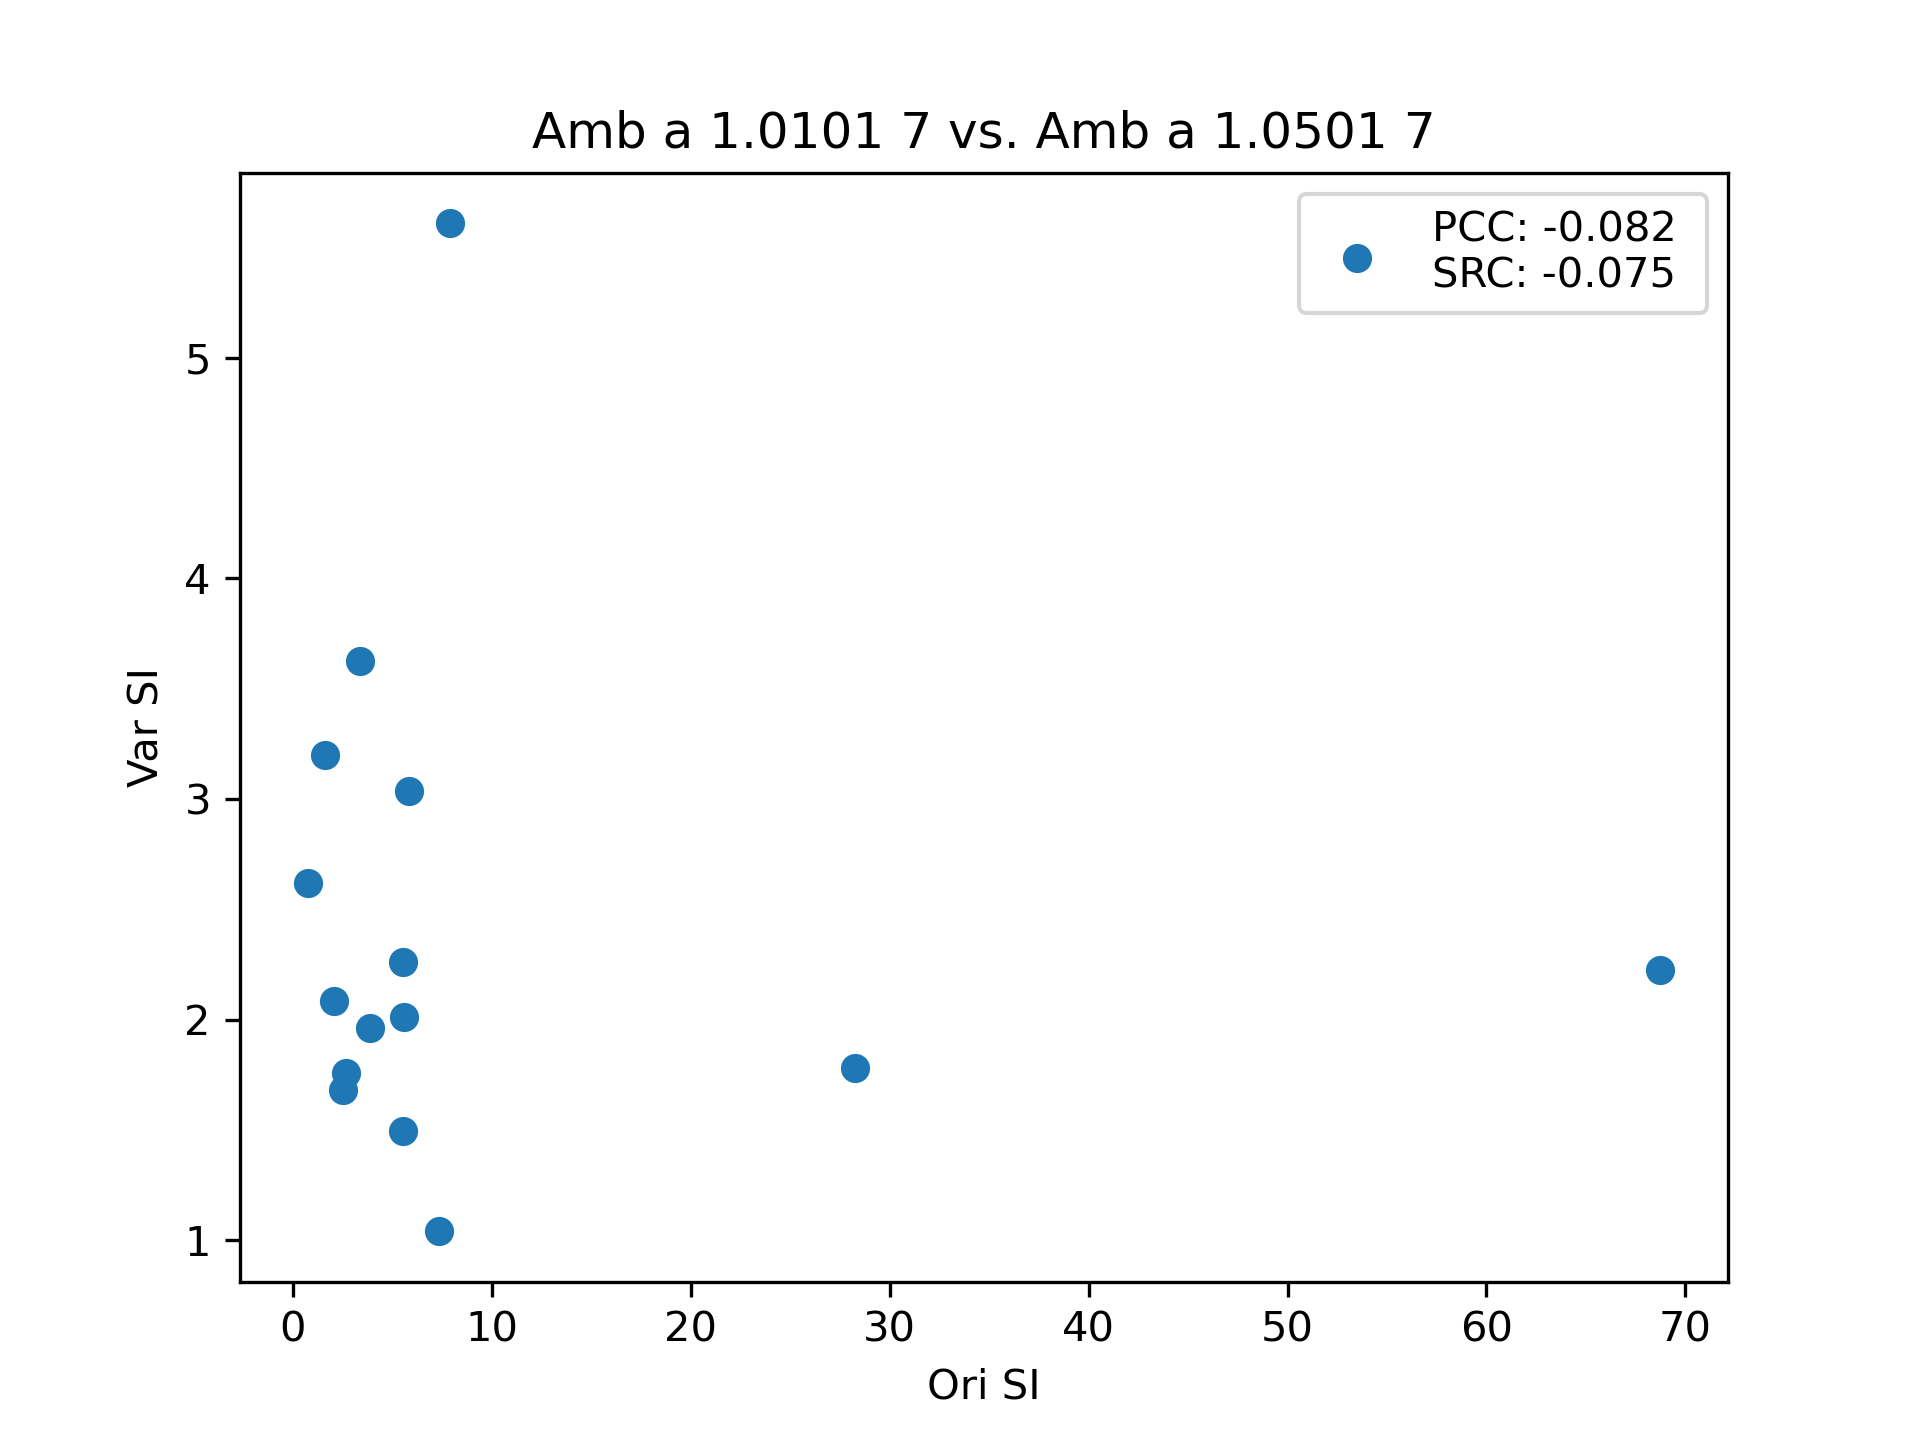 Amb a 1.0101 7 vs. Amb a 1.0501 7
PCC: -0.082
SRC: -0.075
5
4
3
2
1
Var SI
0 10 20 30 40 50 60 70
Ori SI